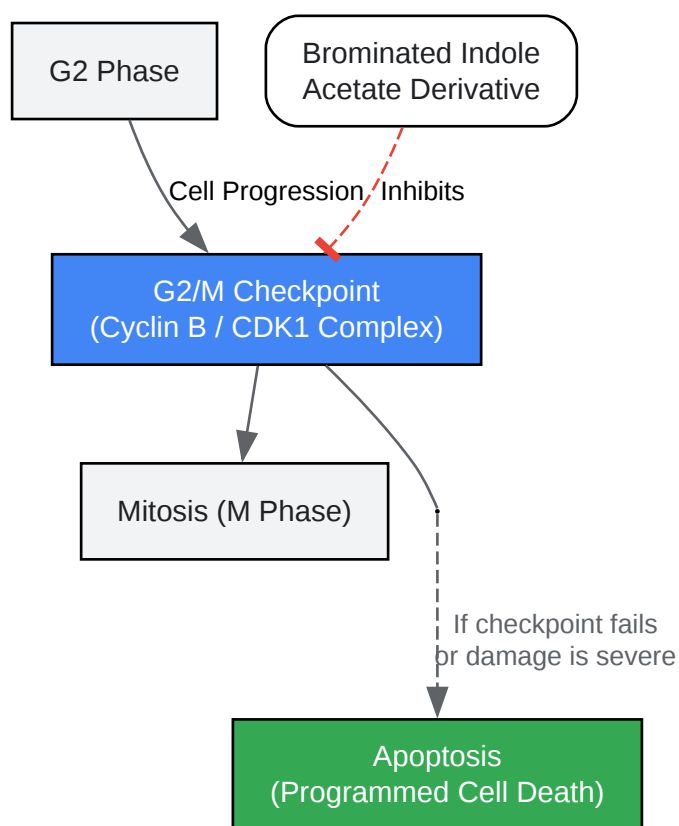 G2 Phase
Brominated Indole
Acetate Derivative
Cell Progression
Inhibits
G2/M Checkpoint
(Cyclin B / CDK1 Complex)
Mitosis (M Phase)
If checkpoint fails
or damage is severe
Apoptosis
(Programmed Cell Death)